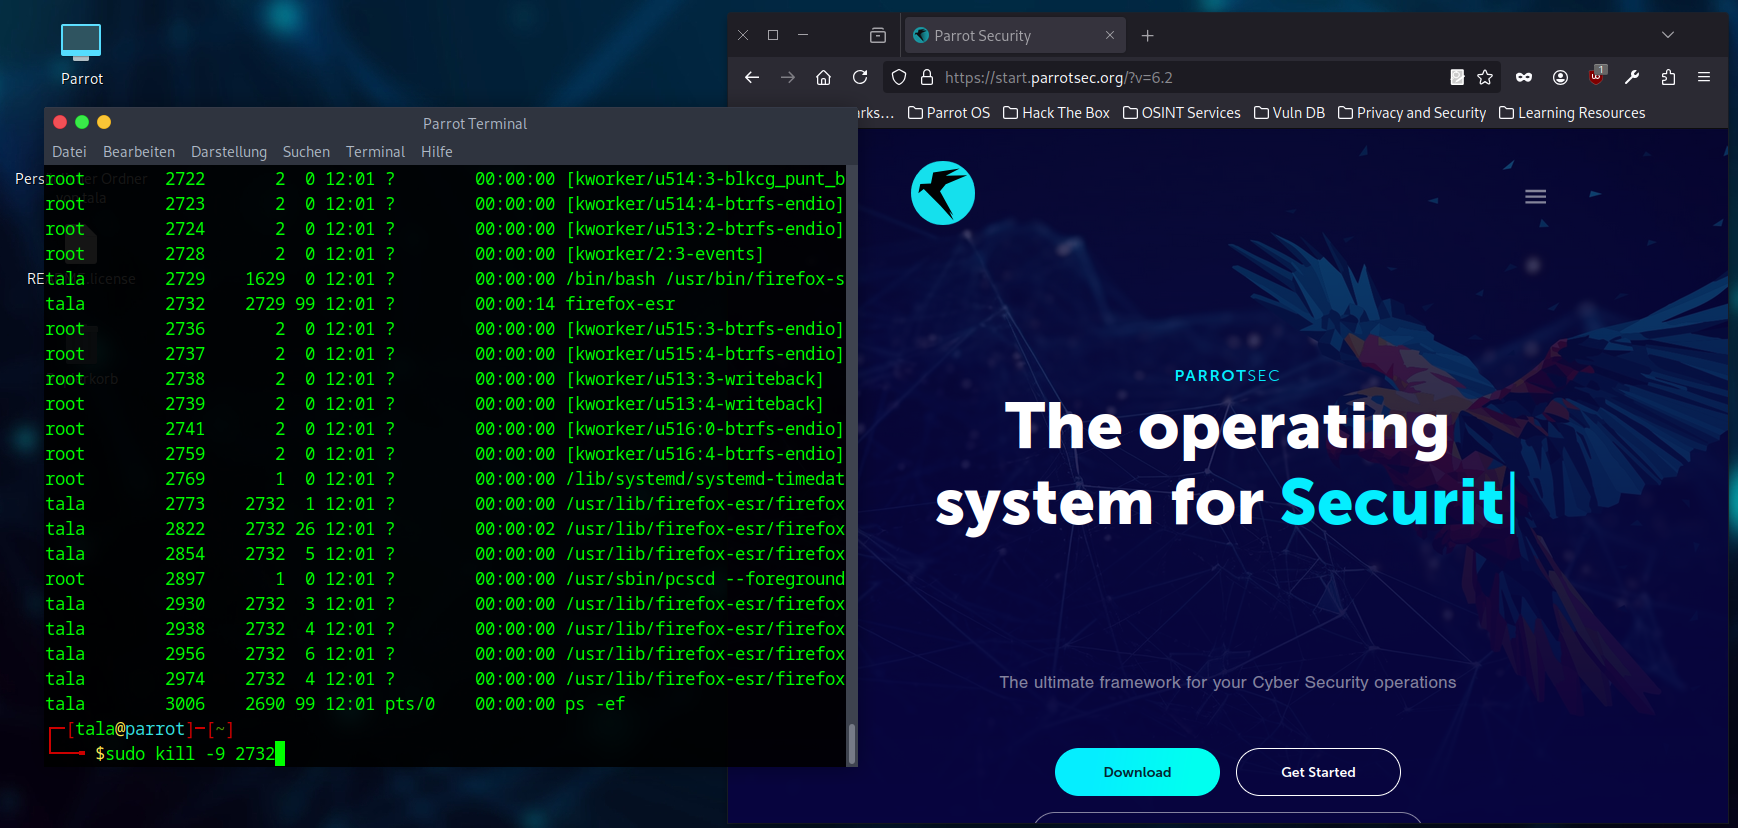 Parrot
Parrot Terminal
Datei Bearbeiten Darstellung Suchen Terminal Hilfe
root 2722 2 0 12:01 ? 00:00:00 [kworker/u514:3-blkcg_punt_b
root 2723 2 0 12:01 ? 00:00:00 [kworker/u514:4-btrfs-endio]
root 2724 2 0 12:01 ? 00:00:00 [kworker/u513:2-btrfs-endio]
root 2728 2 0 12:01 ? 00:00:00 [kworker/2:3-events]
tala 2729 1629 0 12:01 ? 00:00:00 /bin/bash /usr/bin/firefox-s
tala 2732 2729 99 12:01 ? 00:00:14 firefox-esr
root 2736 2 0 12:01 ? 00:00:00 [kworker/u515:3-btrfs-endio]
root 2737 2 0 12:01 ? 00:00:00 [kworker/u515:4-btrfs-endio]
root 2738 2 0 12:01 ? 00:00:00 [kworker/u513:3-writeback]
root 2739 2 0 12:01 ? 00:00:00 [kworker/u513:4-writeback]
root 2741 2 0 12:01 ? 00:00:00 [kworker/u516:0-btrfs-endio]
root 2759 2 0 12:01 ? 00:00:00 [kworker/u516:4-btrfs-endio]
root 2769 1 0 12:01 ? 00:00:00 /lib/systemd/systemd-timedat
tala 2773 2732 1 12:01 ? 00:00:00 /usr/lib/firefox-esr/firefox
tala 2822 2732 26 12:01 ? 00:00:02 /usr/lib/firefox-esr/firefox
tala 2854 2732 5 12:01 ? 00:00:00 /usr/lib/firefox-esr/firefox
root 2897 1 0 12:01 ? 00:00:00 /usr/sbin/pcscd --foreground
tala 2930 2732 3 12:01 ? 00:00:00 /usr/lib/firefox-esr/firefox
tala 2938 2732 4 12:01 ? 00:00:00 /usr/lib/firefox-esr/firefox
tala 2956 2732 6 12:01 ? 00:00:00 /usr/lib/firefox-esr/firefox
tala 2974 2732 4 12:01 ? 00:00:00 /usr/lib/firefox-esr/firefox
tala 3006 2690 99 12:01 pts/0 00:00:00 ps -ef
[tala@parrot]─[~]
$sudo kill -9 2732
Parrot Security
https://start.parrotsec.org/?v=6.2
1
arks… Parrot OS Hack The Box OSINT Services Vuln DB Privacy and Security Learning Resources
PARROTSEC
The operating
system for Securit
The ultimate framework for your Cyber Security operations
Download Get Started